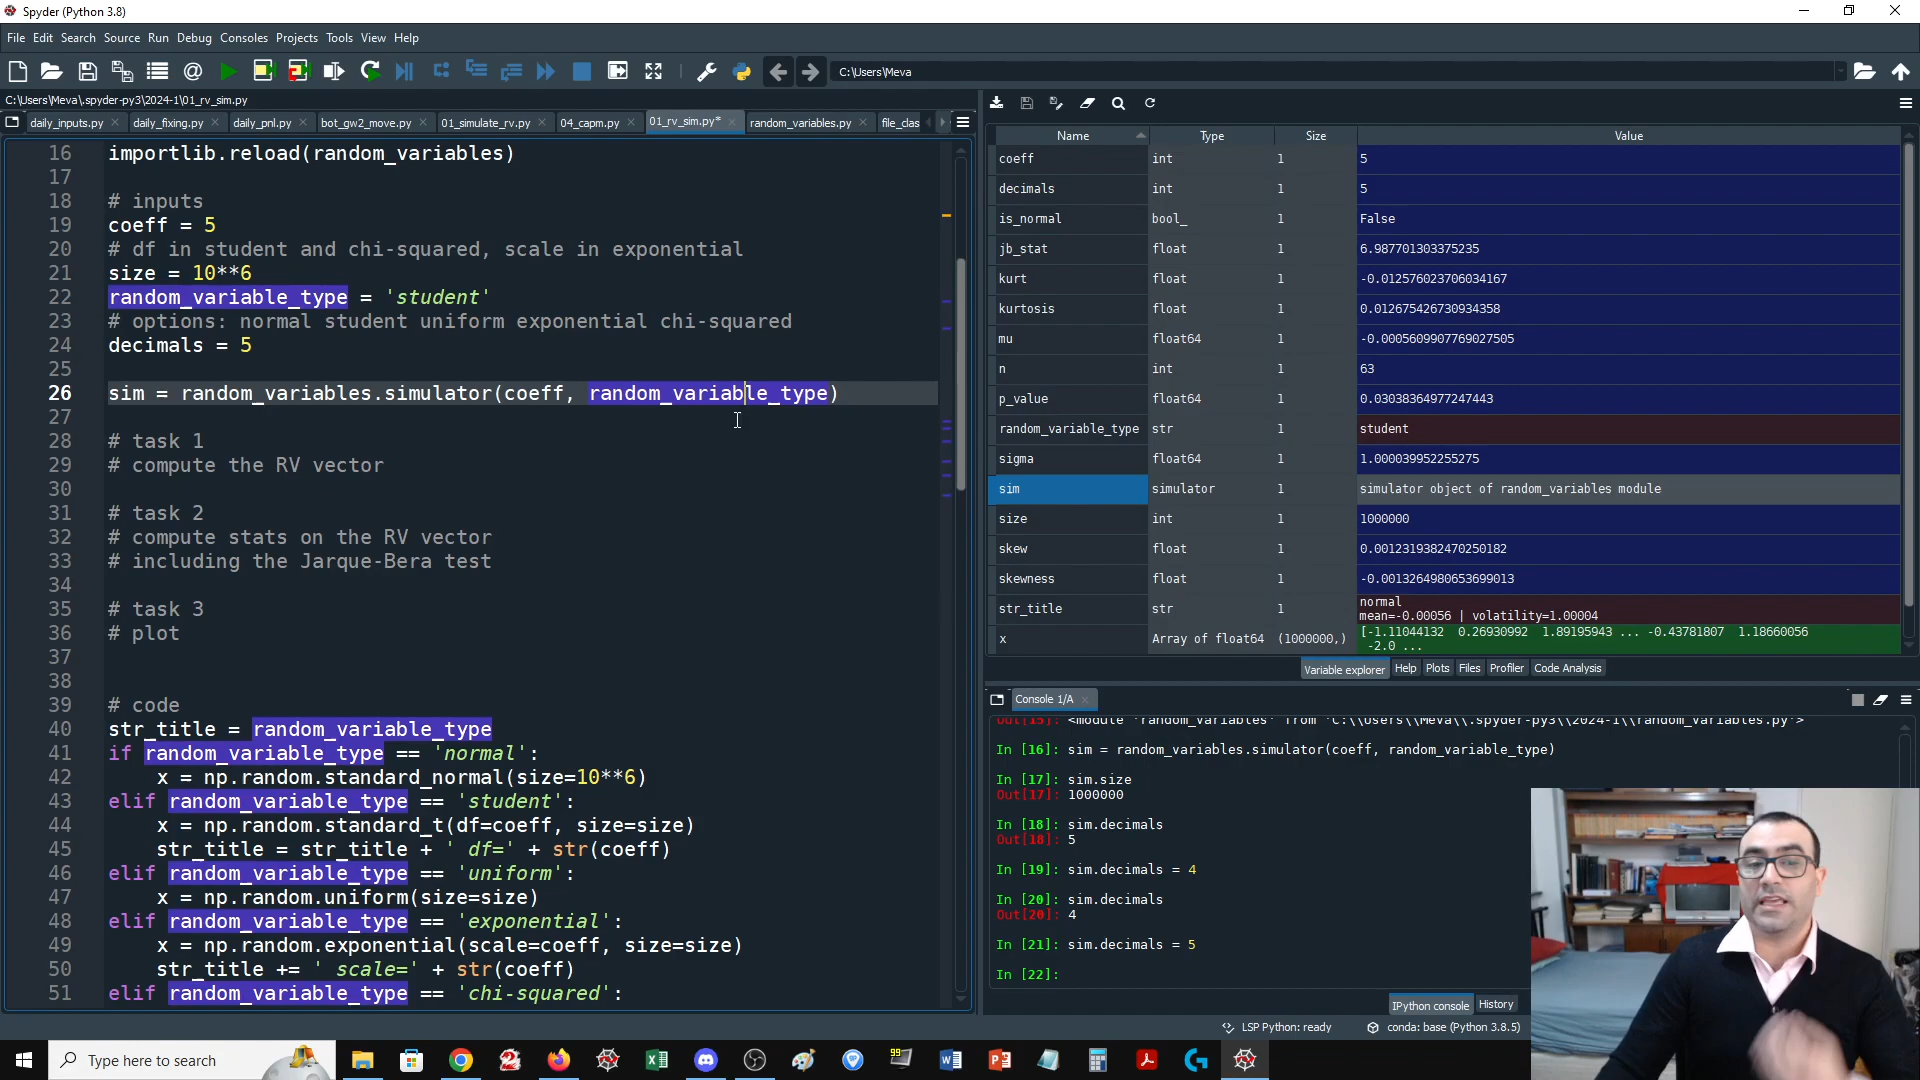 Spyder (Python 3.8)
File Edit Search Source Run Debug Consoles Projects Tools View Help
C:\Users\Meva
C:\Users\Meva\.spyder-py3\2024-1\01_rv_sim.py
daily_inputs.py daily_fixing.py daily_pnl.py bot_gw2_move.py 01_simulate_rv.py 04_capm.py 01_rv_sim.py* random_variables.py file_clas
16 importlib.reload(random_variables)
17
18 # inputs
19 coeff = 5
20 # df in student and chi-squared, scale in exponential
21 size = 10**6
22 random_variable_type = 'student'
23 # options: normal student uniform exponential chi-squared
24 decimals = 5
25
26 sim = random_variables.simulator(coeff, random_variable_type)
27
28 # task 1
29 # compute the RV vector
30
31 # task 2
32 # compute stats on the RV vector
33 # including the Jarque-Bera test
34
35 # task 3
36 # plot
37
38
39 # code
40 str_title = random_variable_type
41 if random_variable_type == 'normal':
42 x = np.random.standard_normal(size=10**6)
43 elif random_variable_type == 'student':
44 x = np.random.standard_t(df=coeff, size=size)
45 str_title = str_title + ' df=' + str(coeff)
46 elif random_variable_type == 'uniform':
47 x = np.random.uniform(size=size)
48 elif random_variable_type == 'exponential':
49 x = np.random.exponential(scale=coeff, size=size)
50 str_title += ' scale=' + str(coeff)
51 elif random_variable_type == 'chi-squared':
Name Type Size Value
coeff int 1 5
decimals int 1 5
is_normal bool_ 1 False
jb_stat float 1 6.987701303375235
kurt float 1 -0.012576023706034167
kurtosis float 1 0.012675426730934358
mu float64 1 -0.0005609907769027505
n int 1 63
p_value float64 1 0.03038364977247443
random_variable_type str 1 student
sigma float64 1 1.000039952255275
sim simulator 1 simulator object of random_variables module
size int 1 1000000
skew float 1 0.0012319382470250182
skewness float 1 -0.0013264980653699013
str_title str 1 normal
mean=-0.00056 | volatility=1.00004
x Array of float64 (1000000,) [-1.11044132 0.26930992 1.89195943 ... -0.43781807 1.18660056
-2.0 ...
Variable explorer Help Plots Files Profiler Code Analysis
Console 1/A
Out[15]: <module 'random_variables' from 'C:\\Users\\Meva\\.spyder-py3\\2024-1\\random_variables.py'>
In [16]: sim = random_variables.simulator(coeff, random_variable_type)
In [17]: sim.size
Out[17]: 1000000
In [18]: sim.decimals
Out[18]: 5
In [19]: sim.decimals = 4
In [20]: sim.decimals
Out[20]: 4
In [21]: sim.decimals = 5
In [22]:
IPython console History
LSP Python: ready conda: base (Python 3.8.5)
Type here to search
99